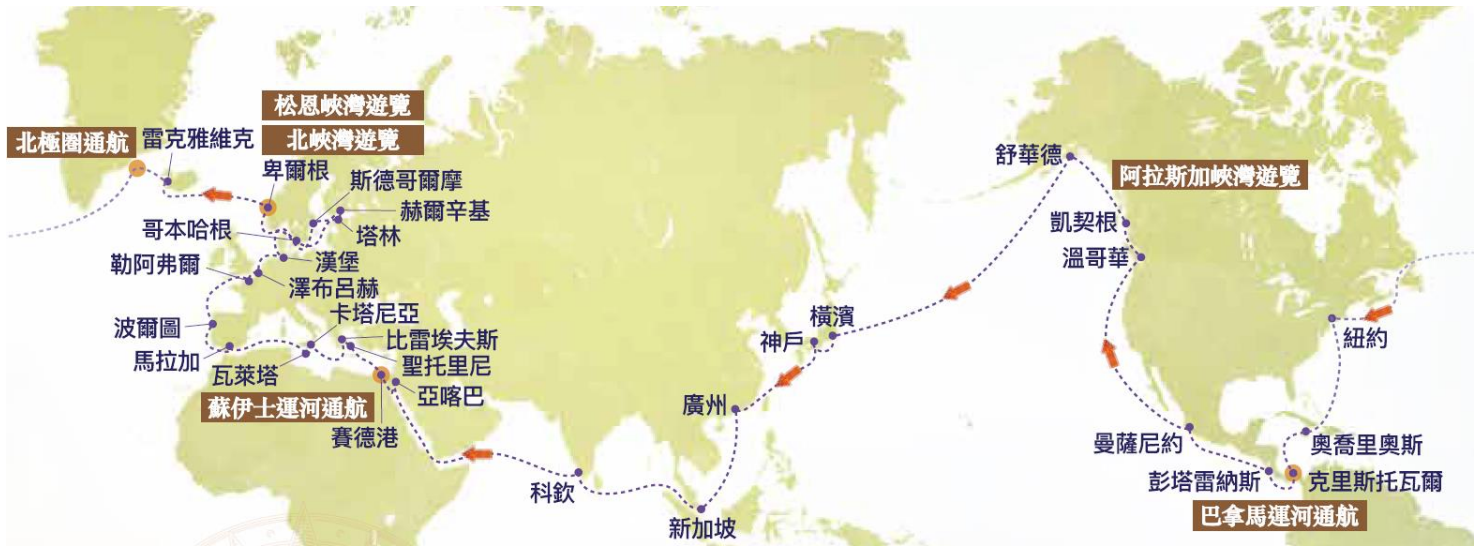 松恩峽灣遊覽
北峽灣遊覽
北極圈通航
雷克雅維克
卑爾根
斯德哥爾摩
赫爾辛基
塔林
哥本哈根
漢堡
勒阿弗爾
澤布呂赫
卡塔尼亞
波爾圖
比雷埃夫斯
馬拉加
瓦萊塔
聖托里尼
亞喀巴
蘇伊士運河通航
賽德港
科欽
新加坡
廣州
神戶
橫濱
舒華德
阿拉斯加峽灣遊覽
凱契根
溫哥華
紐約
曼薩尼約
奧喬里奧斯
彭塔雷納斯
克里斯托瓦爾
巴拿馬運河通航